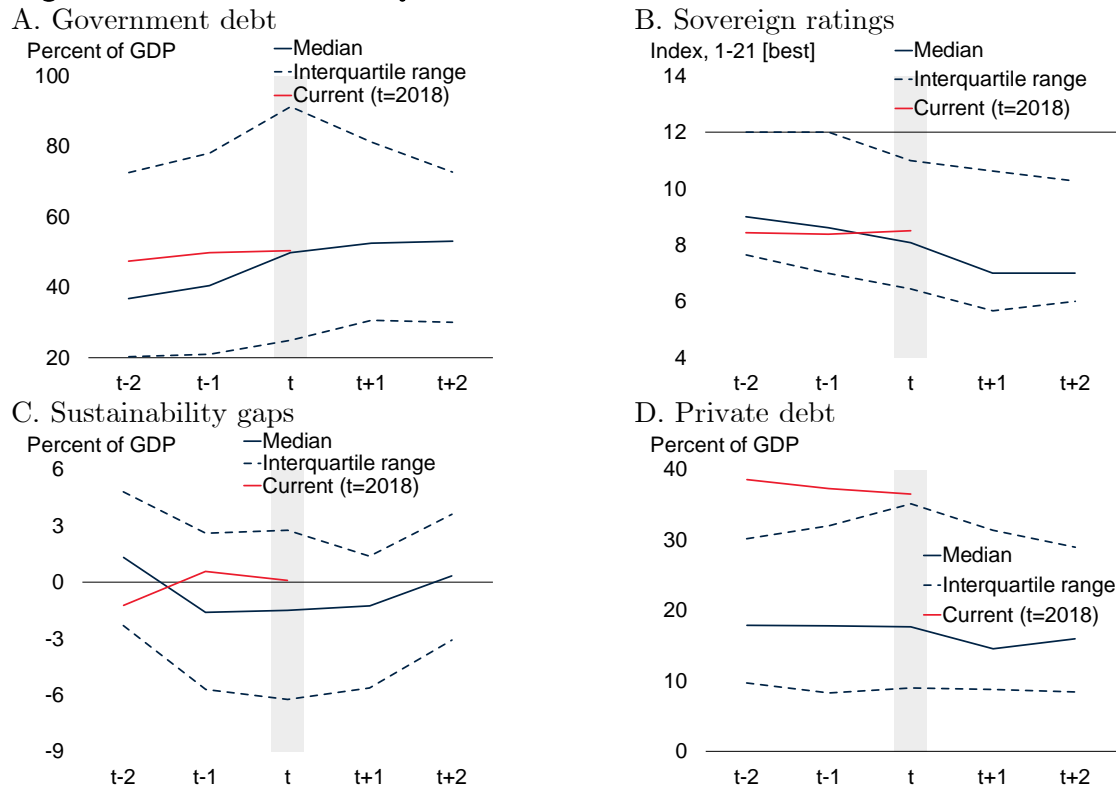 A. Government debt
Percent of GDP
Median
Interquartile range
Current (t=2018)
100
80
60
40
20
t-2 t-1 t t+1 t+2
B. Sovereign ratings
Index, 1-21 [best]
Median
Interquartile range
Current (t=2018)
14
12
10
8
6
4
t-2 t-1 t t+1 t+2
C. Sustainability gaps
Percent of GDP
Median
Interquartile range
Current (t=2018)
6
3
0
-3
-6
-9
t-2 t-1 t t+1 t+2
D. Private debt
Percent of GDP
40
30
20
10
0
Median
Interquartile range
Current (t=2018)
t-2 t-1 t t+1 t+2